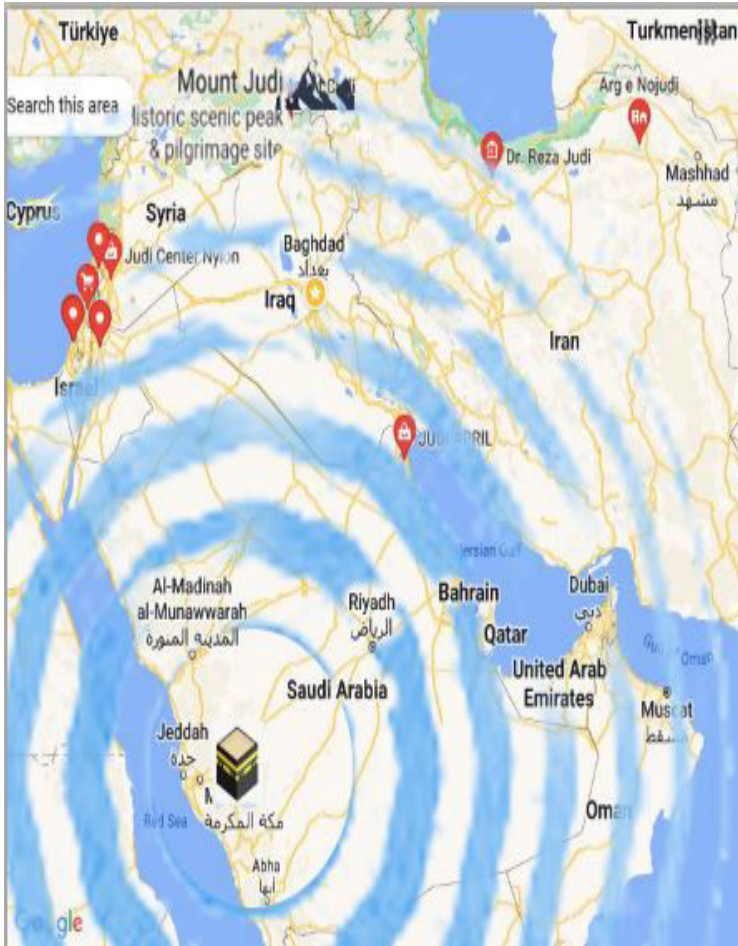 Türkiye
Turkmenistan
Search this area
Mount Judi
Historic scenic peak
& pilgrimage site
Arg e Nojudi
Dr. Reza Judi
Mashhad
مشهد
Cyprus
Syria
Judi Center Nylon
Baghdad
بغداد
Iraq
Iran
Israel
JUDI APRIL
Persian Gulf
Al-Madinah
al-Munawwarah
المدينة المنورة
Riyadh
الرياض
Bahrain
Qatar
Dubai
دبي
United Arab
Emirates
Gulf of Oman
Muscat
مسقط
Saudi Arabia
Jeddah
جدة
مكة المكرمة
Red Sea
Oman
Abha
أبها
Google